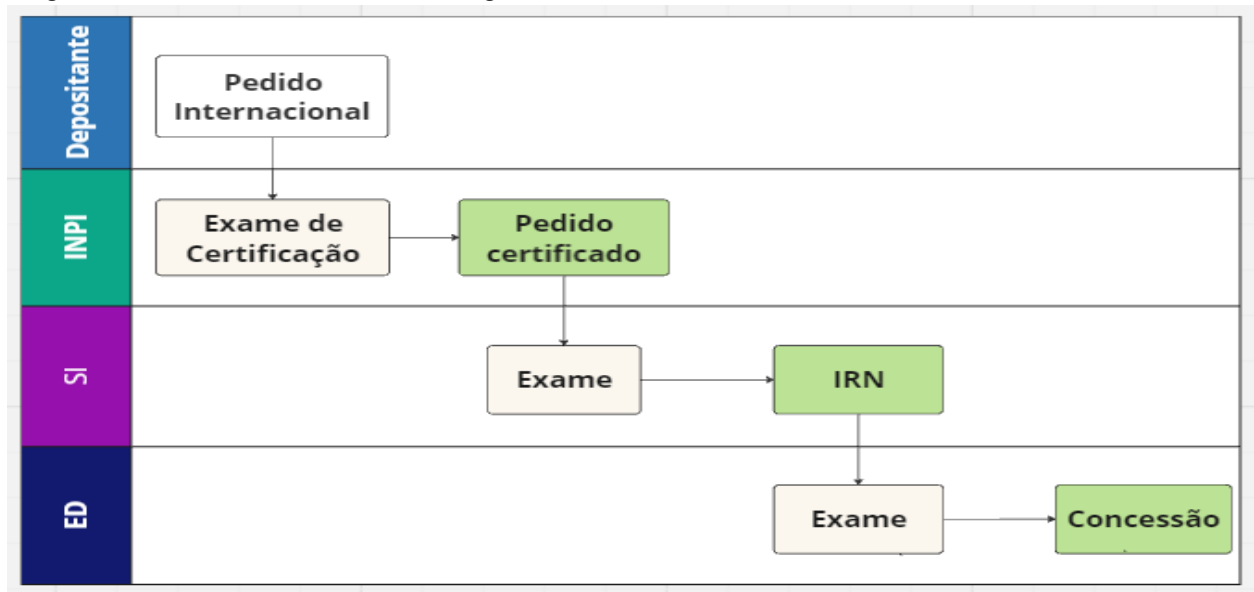 Depositante
Pedido
Internacional
INPI
Exame de
Certificação
Pedido
certificado
SI
Exame
IRN
ED
Exame
Concessão